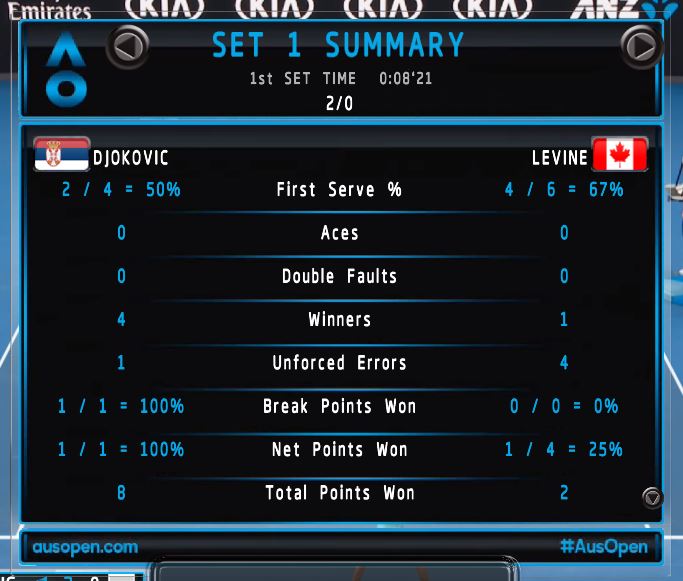 Emirates KIA KIA KIA KIA ANZ
AO
SET 1 SUMMARY
1st SET TIME 0:08'21
2/0
DJOKOVIC LEVINE
2 / 4 = 50% First Serve % 4 / 6 = 67%
0 Aces 0
0 Double Faults 0
4 Winners 1
1 Unforced Errors 4
1 / 1 = 100% Break Points Won 0 / 0 = 0%
1 / 1 = 100% Net Points Won 1 / 4 = 25%
8 Total Points Won 2
ausopen.com #AusOpen